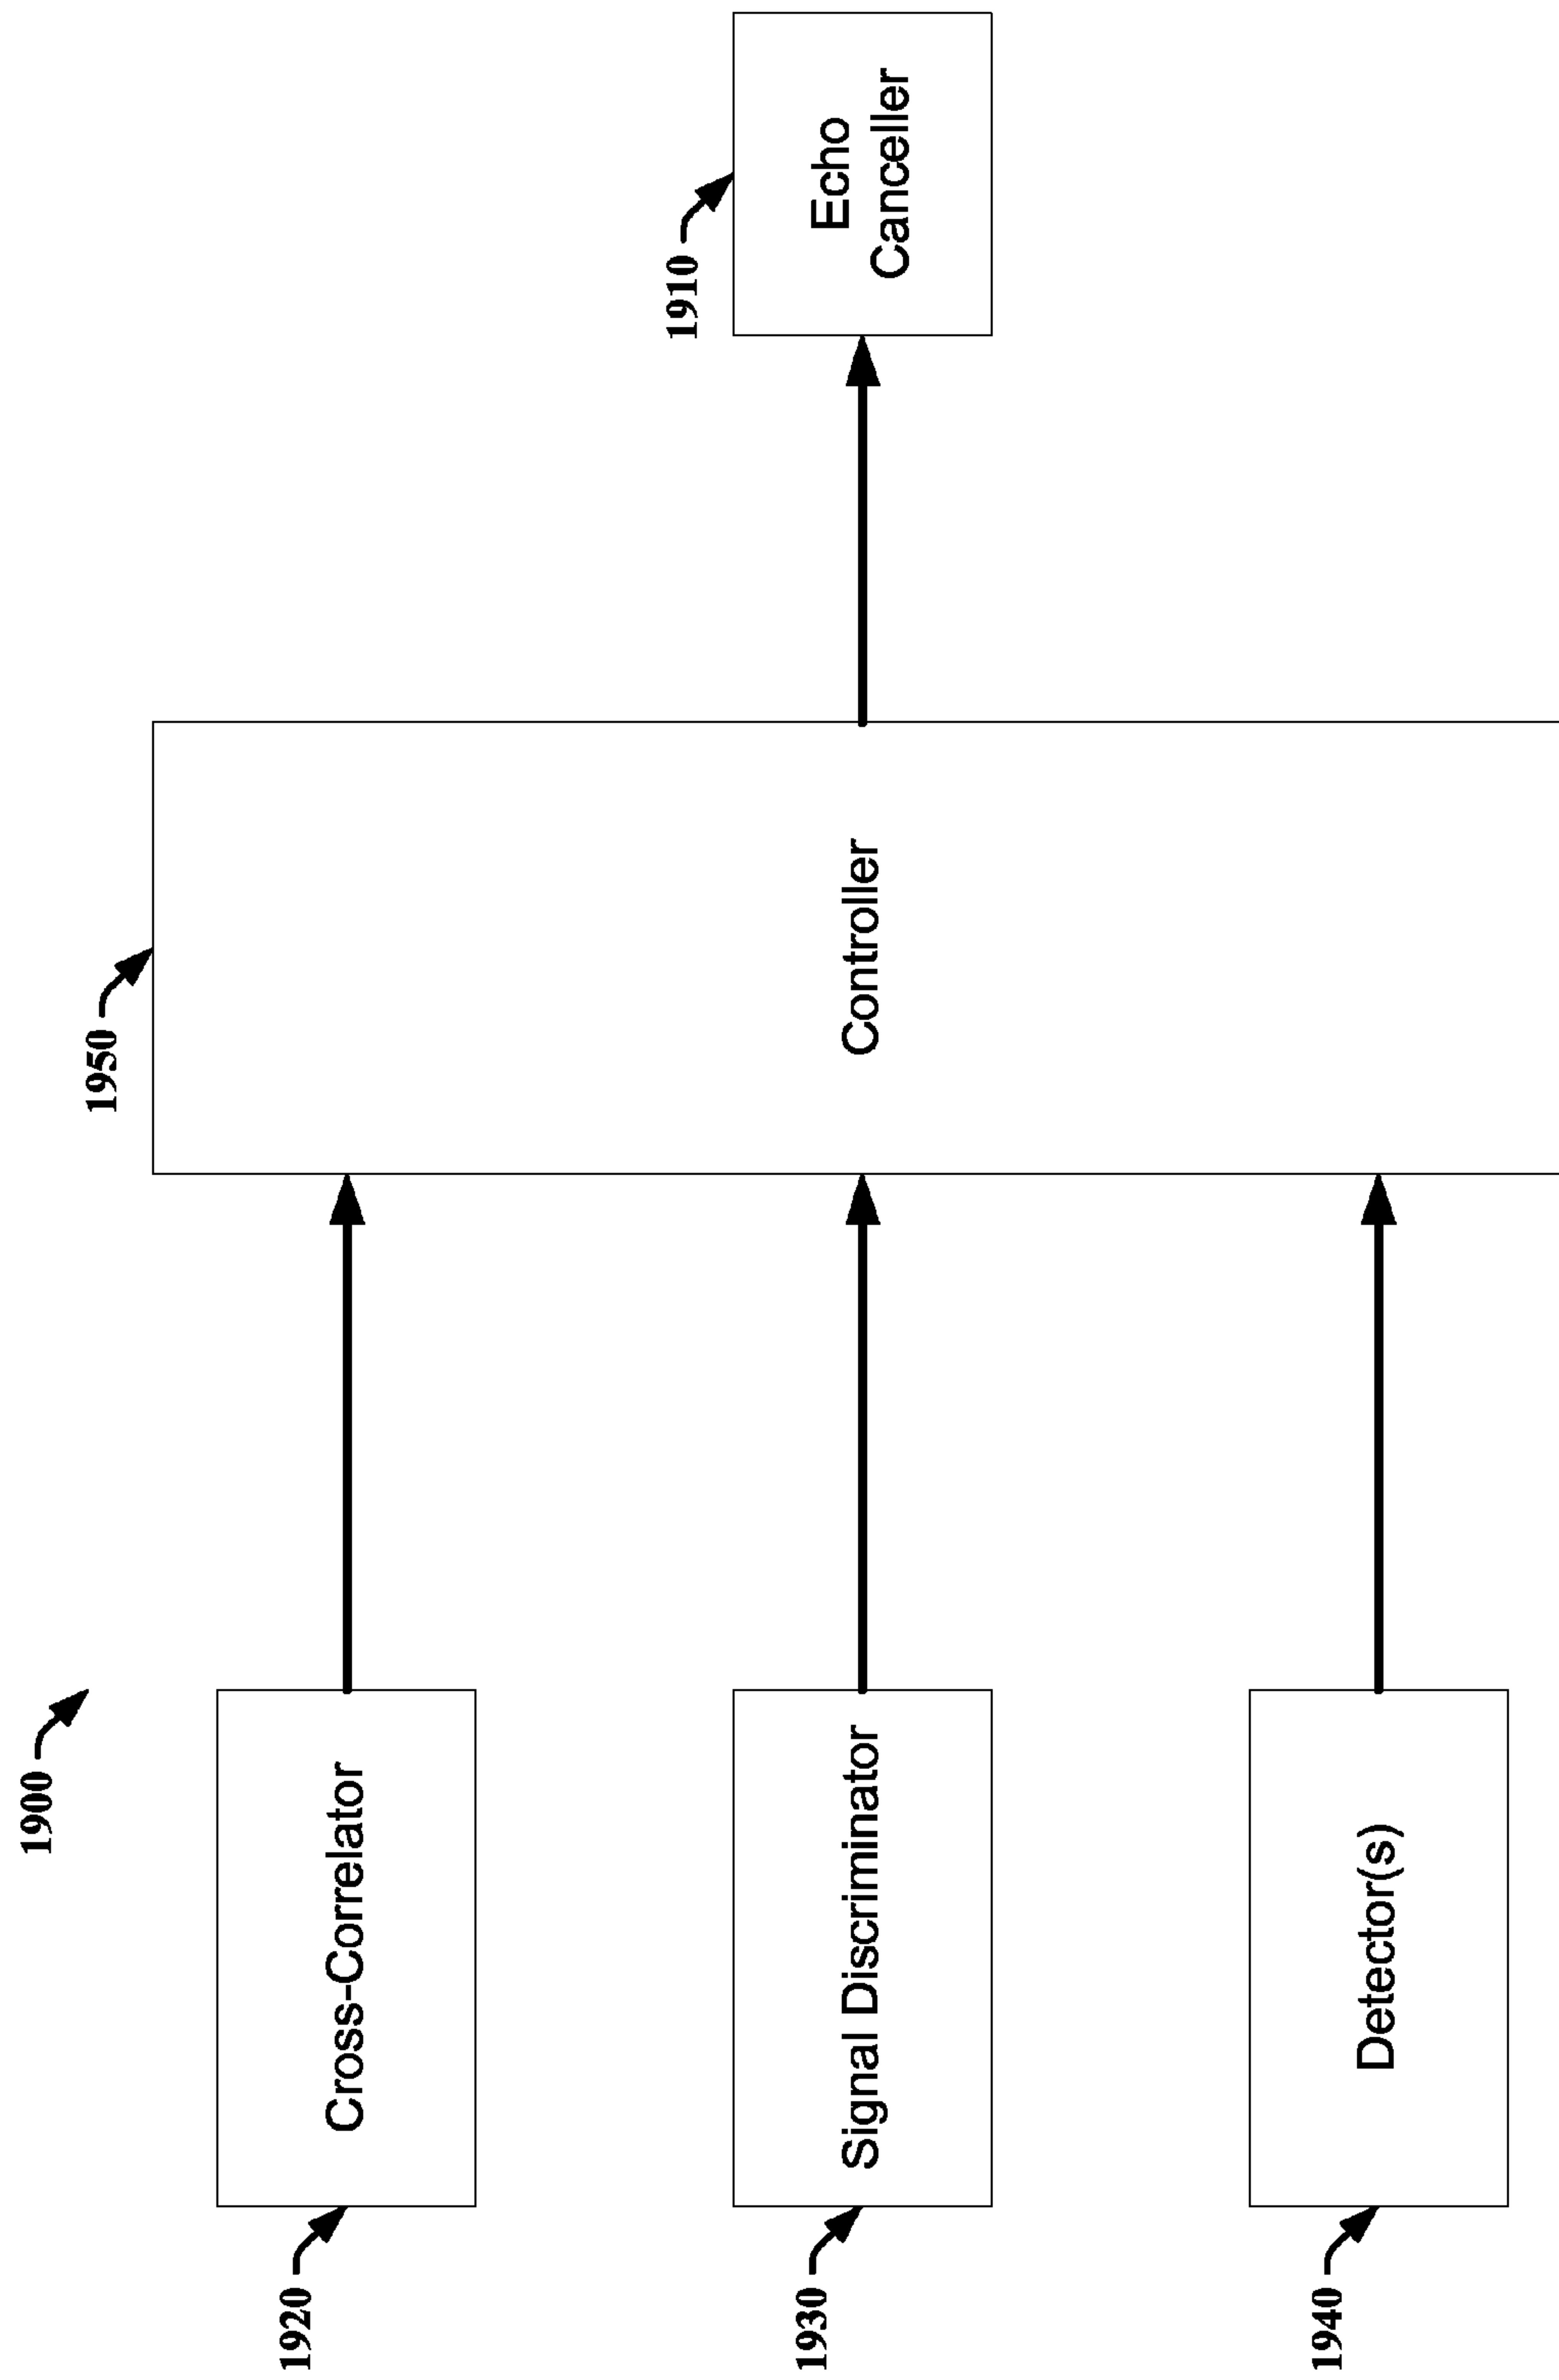 1900
1920
Cross-Correlator
1930
Signal Discriminator
1940
Detector(s)
1950
Controller
1910
Echo
Canceller